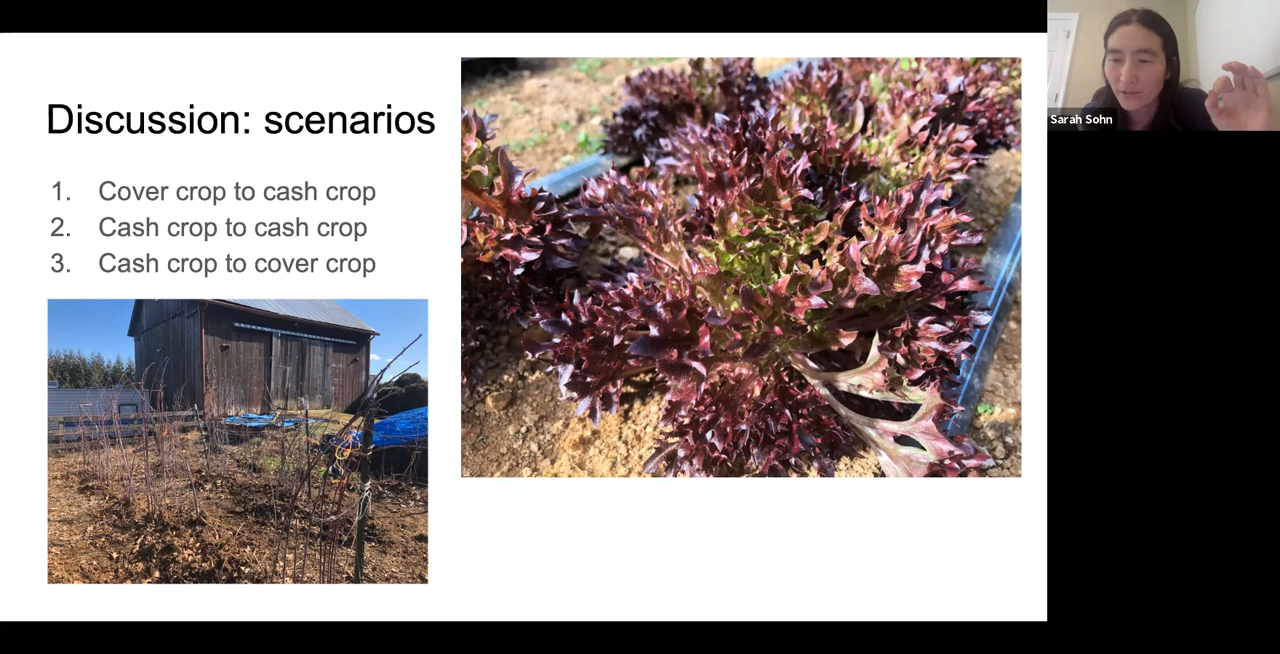 Discussion: scenarios
1. Cover crop to cash crop
2. Cash crop to cash crop
3. Cash crop to cover crop
Sarah Sohn